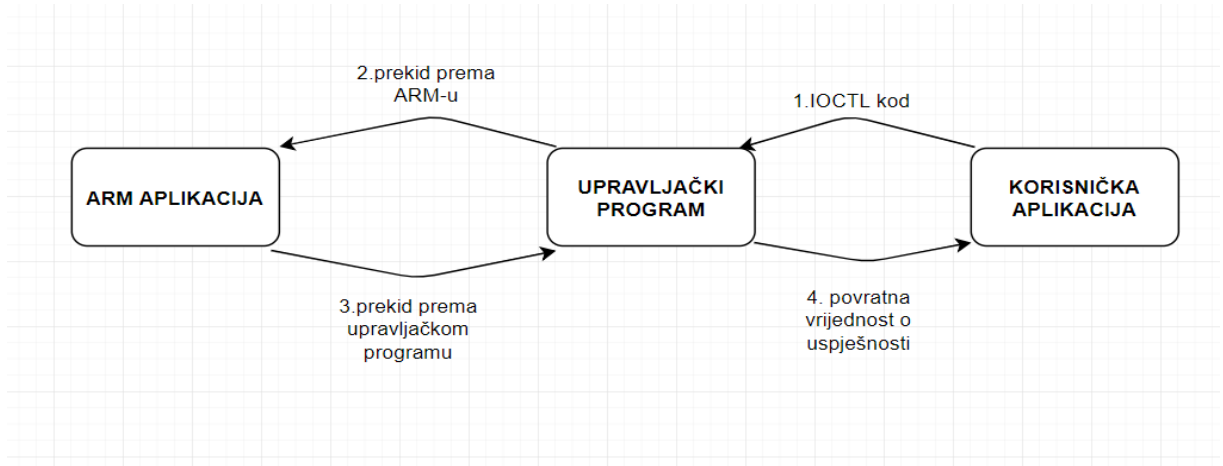 2.prekid prema
ARM-u
1.IOCTL kod
ARM APLIKACIJA
UPRAVLJAČKI
PROGRAM
KORISNIČKA
APLIKACIJA
3.prekid prema
upravljačkom
programu
4. povratna
vrijednost o
uspješnosti